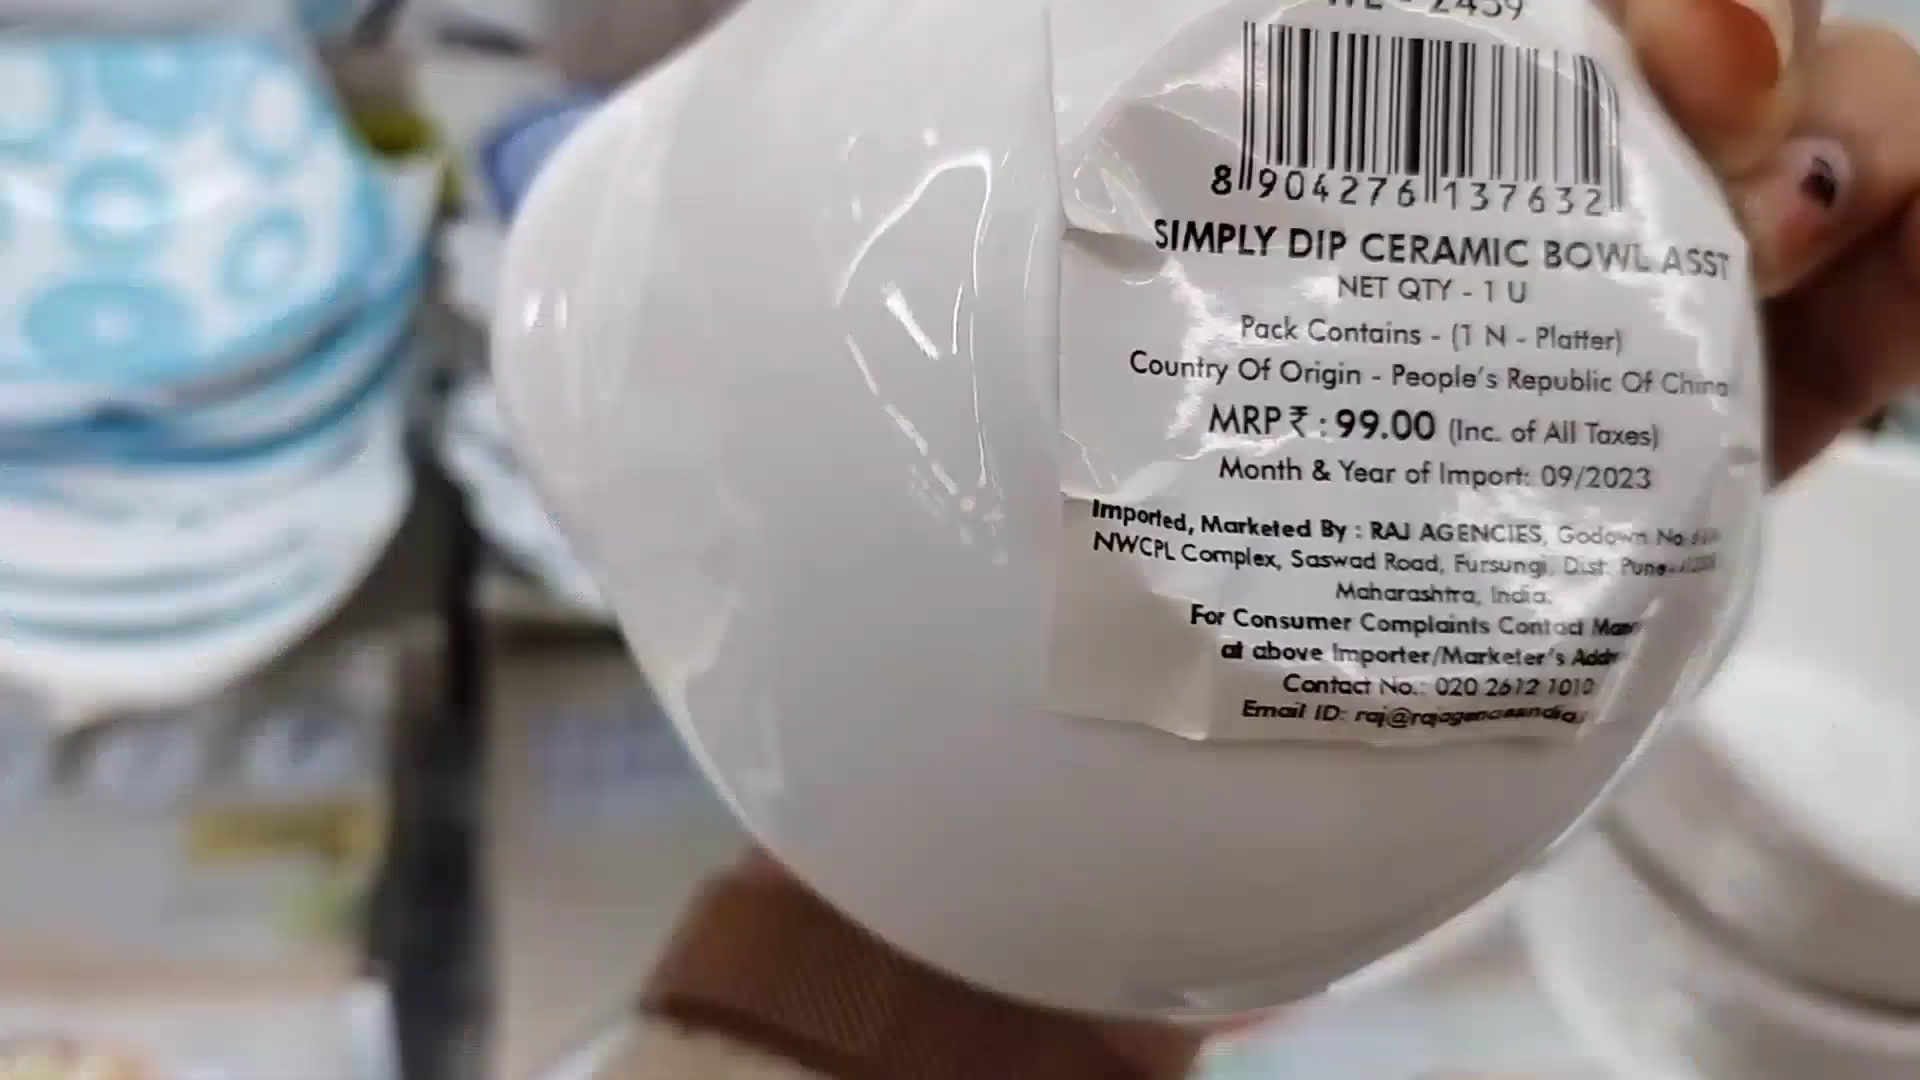 2459
8 904276 137632
SIMPLY DIP CERAMIC BOWL ASST
NET QTY - 1 U
Pack Contains - (1 N - Platter)
Country Of Origin - People's Republic Of China
MRP ₹ : 99.00 (Inc. of All Taxes)
Month & Year of Import: 09/2023
Imported, Marketed By : RAJ AGENCIES, Godown No
NWCPL Complex, Saswad Road, Fursungi, Dist. Pune
Maharashtra, India.
For Consumer Complaints Contact
at above Importer/Marketer's
Contact No.: 020 2612 1010
Email ID: